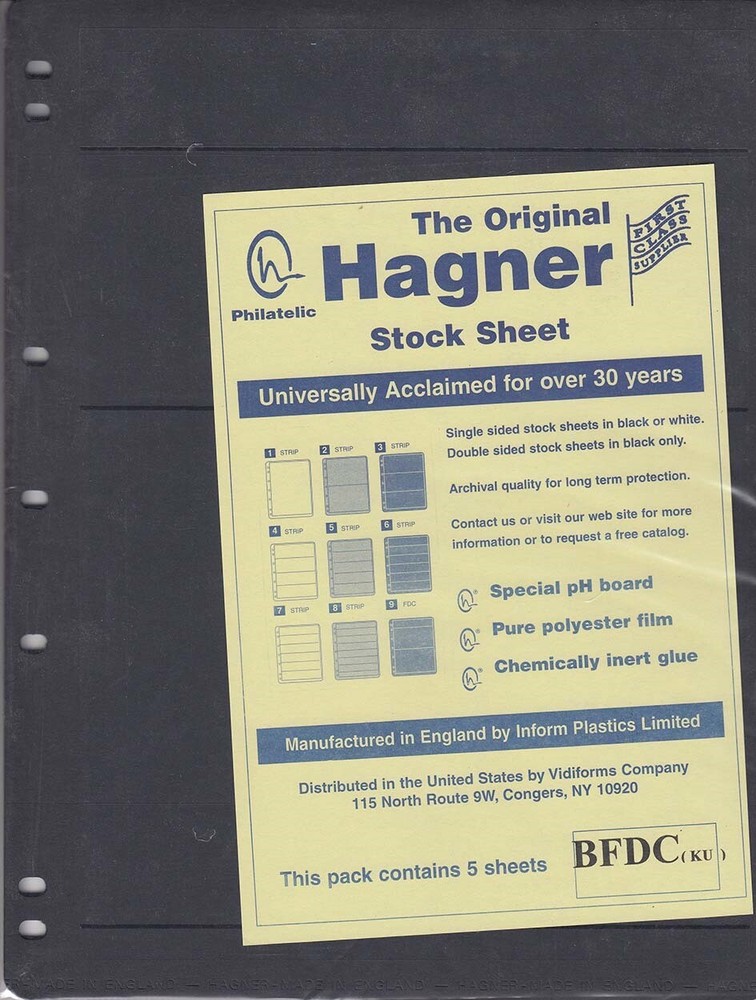 The Original
Hagner
Stock Sheet
Philatelic
FIRST
CLASS
SUPPLIER
Universally Acclaimed for over 30 years
1 STRIP
2 STRIP
3 STRIP
4 STRIP
5 STRIP
6 STRIP
7 STRIP
8 STRIP
9 FDC
Single sided stock sheets in black or white.
Double sided stock sheets in black only.
Archival quality for long term protection.
Contact us or visit our web site for more
information or to request a free catalog.
h® Special pH board
h® Pure polyester film
h® Chemically inert glue
Manufactured in England by Inform Plastics Limited
Distributed in the United States by Vidiforms Company
115 North Route 9W, Congers, NY 10920
This pack contains 5 sheets
BFDC (KU)
MADE IN ENGLAND — HAGNER-MADE IN ENGLAND — HAGNER-MADE IN ENGLAND — HAG